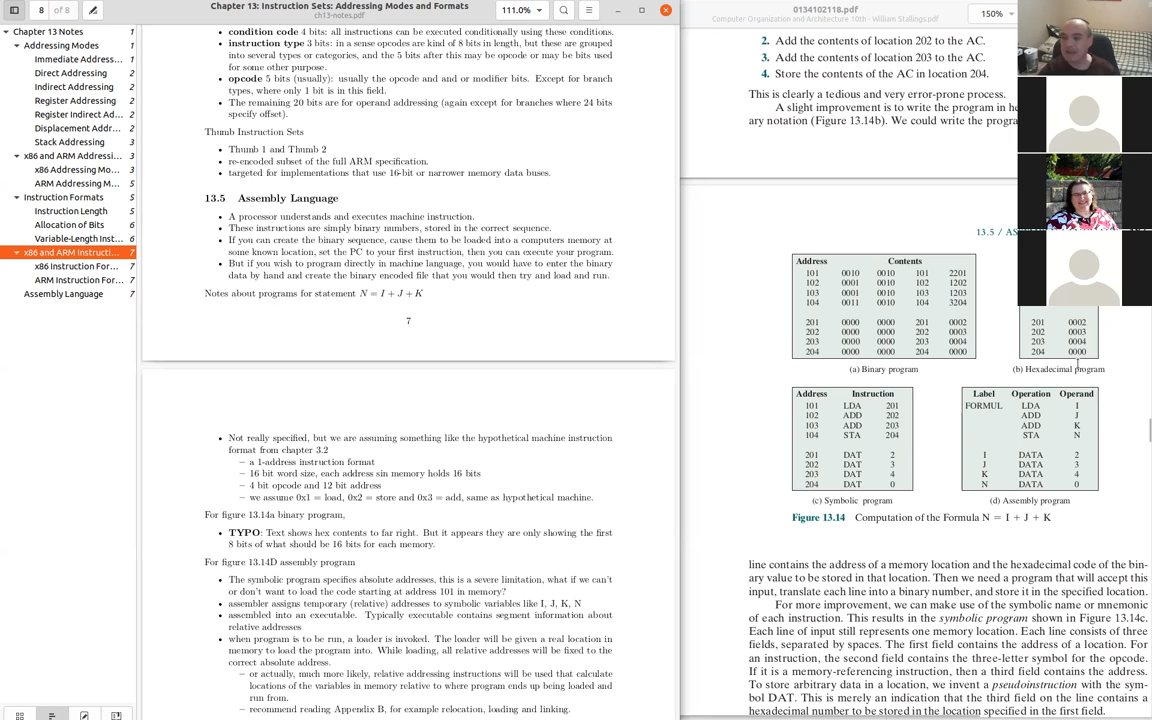 8
of 8
Chapter 13: Instruction Sets: Addressing Modes and Formats
ch13-notes.pdf
111.0%
0134102118.pdf
Computer Organization and Architecture 10th - William Stallings
150%
Chapter 13 Notes 1
Addressing Modes 1
Immediate Address... 1
Direct Addressing 2
Indirect Addressing 2
Register Addressing 2
Register Indirect Ad... 2
Displacement Addr... 2
Stack Addressing 3
x86 and ARM Addressi... 3
x86 Addressing Mo... 3
ARM Addressing M... 5
Instruction Formats 5
Instruction Length 5
Allocation of Bits 6
Variable-Length Inst... 6
x86 and ARM Instructi... 7
x86 Instruction For... 7
ARM Instruction For... 7
Assembly Language 7
• condition code 4 bits: all instructions can be executed conditionally using these conditions.
• instruction type 3 bits: in a sense opcodes are kind of 8 bits in length, but these are grouped
into several types or categories, and the 5 bits after this may be opcode or may be bits used
for some other purpose.
• opcode 5 bits (usually): usually the opcode and and or modifier bits. Except for branch
types, where only 1 bit is in this field.
• The remaining 20 bits are for operand addressing (again except for branches where 24 bits
specify offset).
Thumb Instruction Sets
• Thumb 1 and Thumb 2
• re-encoded subset of the full ARM specification.
• targeted for implementations that use 16-bit or narrower memory data buses.
13.5 Assembly Language
• A processor understands and executes machine instruction.
• These instructions are simply binary numbers, stored in the correct sequence.
• If you can create the binary sequence, cause them to be loaded into a computers memory at
some known location, set the PC to your first instruction, then you can execute your program.
• But if you wish to program directly in machine language, you would have to enter the binary
data by hand and create the binary encoded file that you would then try and load and run.
Notes about programs for statement N = I + J + K
7
• Not really specified, but we are assuming something like the hypothetical machine instruction
format from chapter 3.2
– a 1-address instruction format
– 16 bit word size, each address sin memory holds 16 bits
– 4 bit opcode and 12 bit address
– we assume 0x1 = load, 0x2 = store and 0x3 = add, same as hypothetical machine.
For figure 13.14a binary program,
• TYPO: Text shows hex contents to far right. But it appears they are only showing the first
8 bits of what should be 16 bits for each memory.
For figure 13.14D assembly program
• The symbolic program specifies absolute addresses, this is a severe limitation, what if we can't
or don't want to load the code starting at address 101 in memory?
• assembler assigns temporary (relative) addresses to symbolic variables like I, J, K, N
• assembled into an executable. Typically executable contains segment information about
relative addresses
• when program is to be run, a loader is invoked. The loader will be given a real location in
memory to load the program into. While loading, all relative addresses will be fixed to the
correct absolute address.
– or actually, much more likely, relative addressing instructions will be used that calculate
locations of the variables in memory relative to where program ends up being loaded and
run from.
– recommend reading Appendix B, for example relocation, loading and linking.
2. Add the contents of location 202 to the AC.
3. Add the contents of location 203 to the AC.
4. Store the contents of the AC in location 204.
This is clearly a tedious and very error-prone process.
A slight improvement is to write the program in he
ary notation (Figure 13.14b). We could write the progra
13.5 / AS
Address Contents
101 0010 0010 101 2201
102 0001 0010 102 1202
103 0001 0010 103 1203
104 0011 0010 104 3204
201 0000 0000 201 0002
202 0000 0000 202 0003
203 0000 0000 203 0004
204 0000 0000 204 0000
(a) Binary program
201 0002
202 0003
203 0004
204 0000
(b) Hexadecimal program
Address Instruction
101 LDA 201
102 ADD 202
103 ADD 203
104 STA 204
201 DAT 2
202 DAT 3
203 DAT 4
204 DAT 0
(c) Symbolic program
Label Operation Operand
FORMUL LDA I
ADD J
ADD K
STA N
I DATA 2
J DATA 3
K DATA 4
N DATA 0
(d) Assembly program
Figure 13.14 Computation of the Formula N = I + J + K
line contains the address of a memory location and the hexadecimal code of the bin-
ary value to be stored in that location. Then we need a program that will accept this
input, translate each line into a binary number, and store it in the specified location.
For more improvement, we can make use of the symbolic name or mnemonic
of each instruction. This results in the symbolic program shown in Figure 13.14c.
Each line of input still represents one memory location. Each line consists of three
fields, separated by spaces. The first field contains the address of a location. For
an instruction, the second field contains the three-letter symbol for the opcode.
If it is a memory-referencing instruction, then a third field contains the address.
To store arbitrary data in a location, we invent a pseudoinstruction with the sym-
bol DAT. This is merely an indication that the third field on the line contains a
hexadecimal number to be stored in the location specified in the first field.